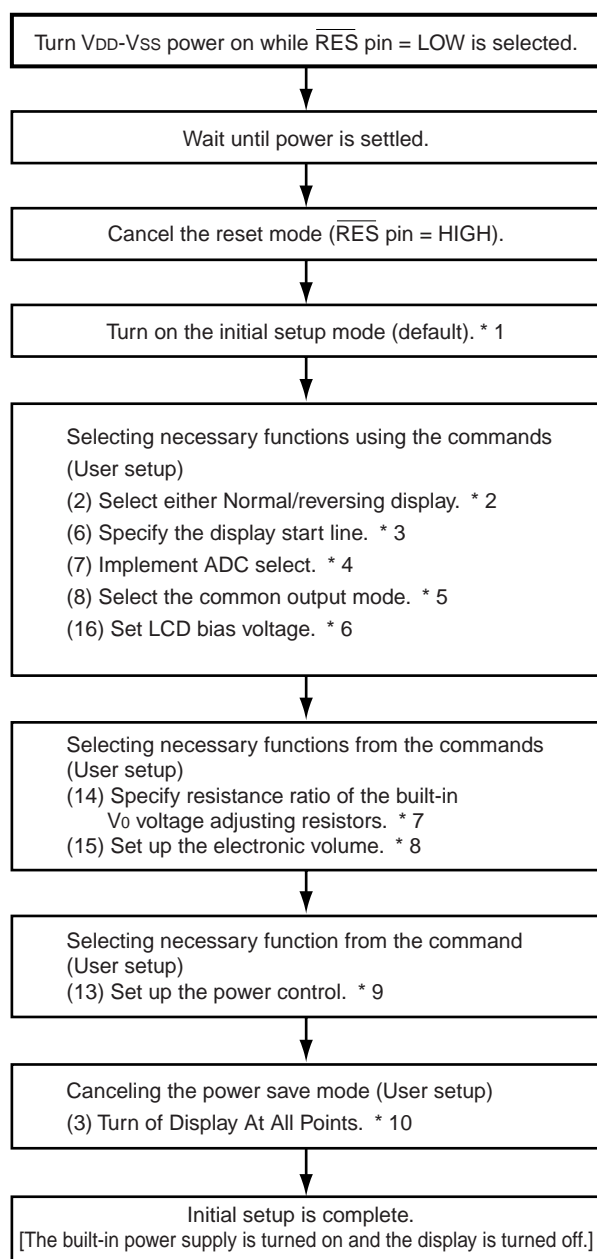 Turn VDD-VSS power on while RES pin = LOW is selected.
Wait until power is settled.
Cancel the reset mode (RES pin = HIGH).
Turn on the initial setup mode (default). * 1
Selecting necessary functions using the commands
(User setup)
(2) Select either Normal/reversing display. * 2
(6) Specify the display start line. * 3
(7) Implement ADC select. * 4
(8) Select the common output mode. * 5
(16) Set LCD bias voltage. * 6
Selecting necessary functions from the commands
(User setup)
(14) Specify resistance ratio of the built-in
V0 voltage adjusting resistors. * 7
(15) Set up the electronic volume. * 8
Selecting necessary function from the command
(User setup)
(13) Set up the power control. * 9
Canceling the power save mode (User setup)
(3) Turn of Display At All Points. * 10
Initial setup is complete.
[The built-in power supply is turned on and the display is turned off.]